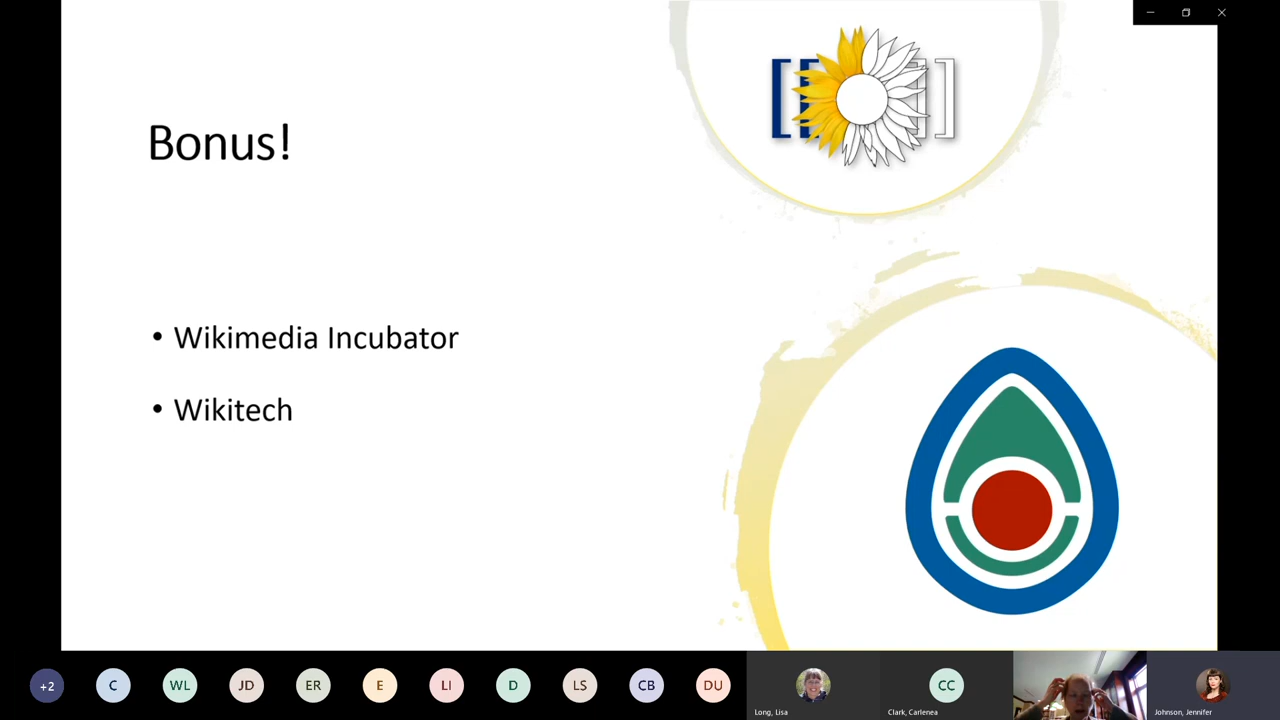 Bonus!
• Wikimedia Incubator
• Wikitech
+2
C
WL
JD
ER
E
LI
D
LS
CB
DU
Long, Lisa
CC
Clark, Carlenea
Johnson, Jennifer